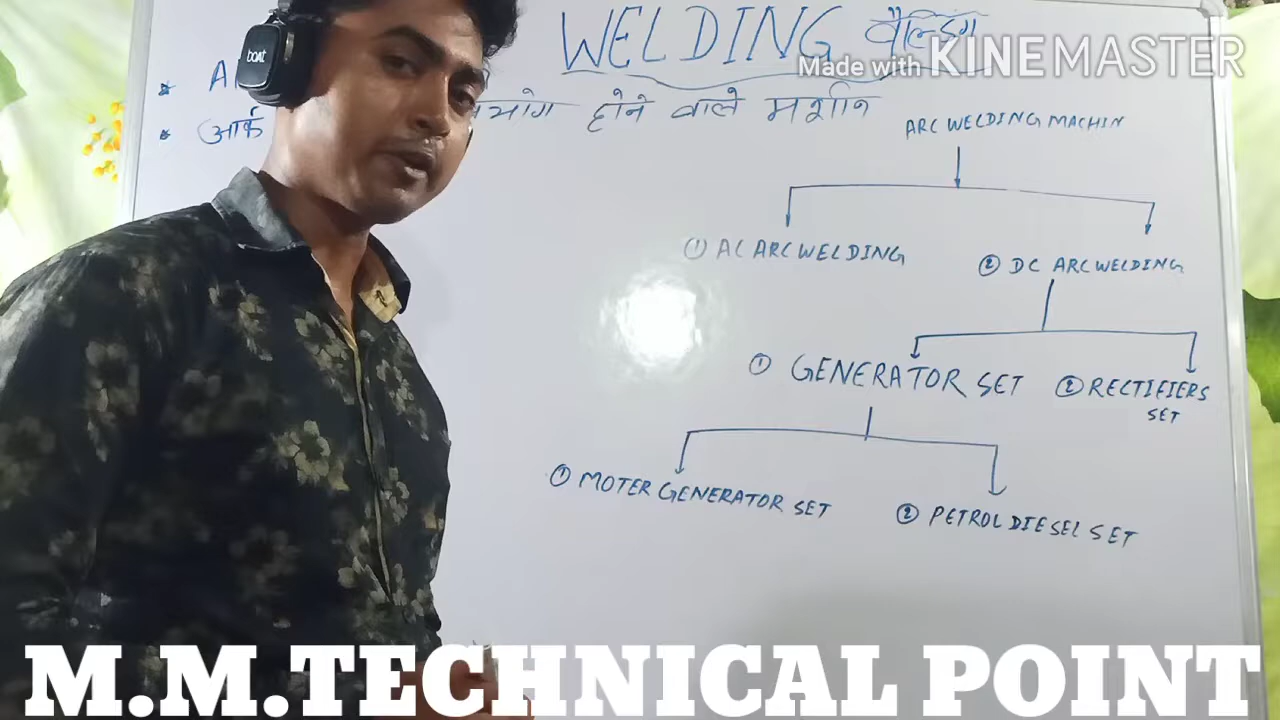 WELDING वैल्डिंग
Made with KINEMASTER
boAt
* A
* आर्क
होने वाले मशीन
ARC WELDING MACHIN
① AC ARC WELDING
② DC ARC WELDING
① GENERATOR SET
② RECTIFIERS
SET
① MOTER GENERATOR SET
② PETROL DIESEL SET
M.M.TECHNICAL POINT